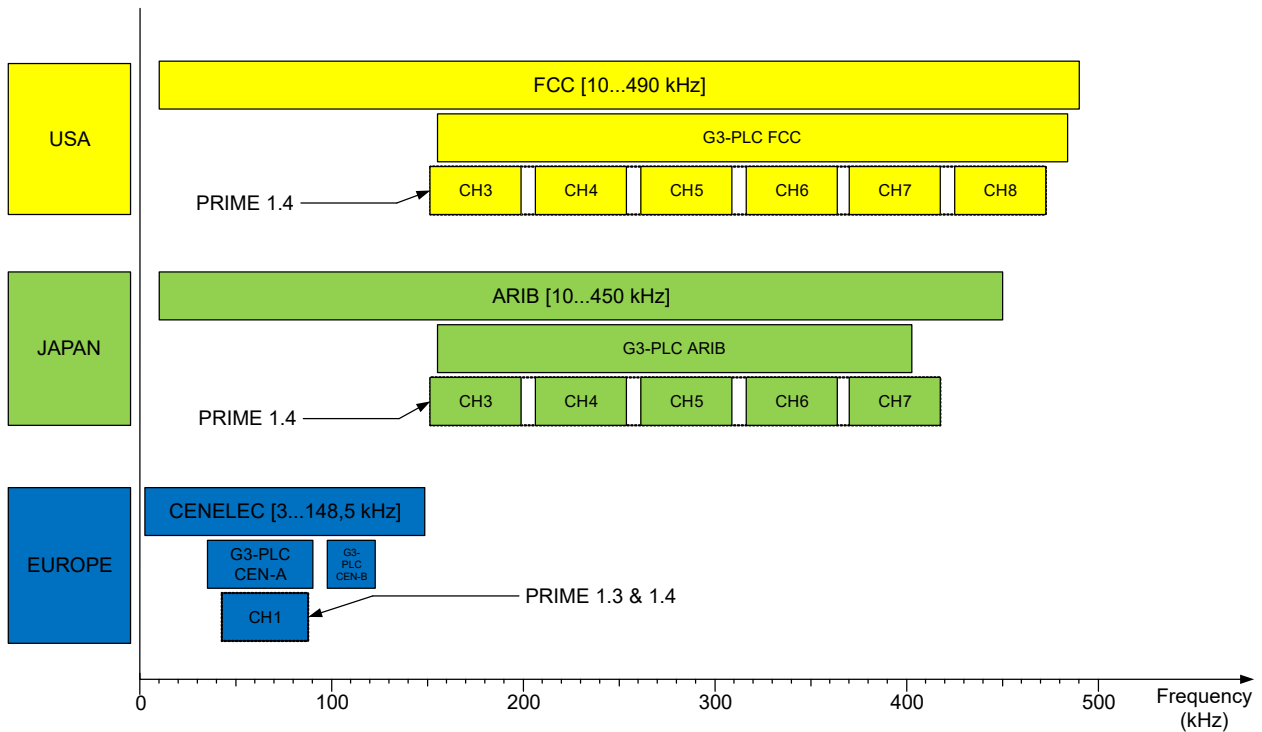 FCC [10...490 kHz]
USA
G3-PLC FCC
PRIME 1.4
CH3
CH4
CH5
CH6
CH7
CH8
ARIB [10...450 kHz]
JAPAN
G3-PLC ARIB
PRIME 1.4
CH3
CH4
CH5
CH6
CH7
CENELEC [3...148,5 kHz]
EUROPE
G3-PLC
CEN-A
G3-
PLC
CEN-B
CH1
PRIME 1.3 & 1.4
0
100
200
300
400
500
Frequency
(kHz)